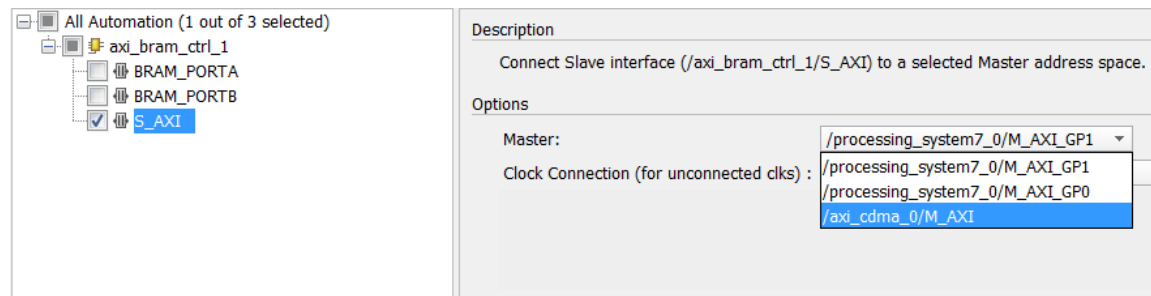 All Automation (1 out of 3 selected)
axi_bram_ctrl_1
BRAM_PORTA
BRAM_PORTB
S_AXI
Description
Connect Slave interface (/axi_bram_ctrl_1/S_AXI) to a selected Master address space.
Options
Master:
/processing_system7_0/M_AXI_GP1
Clock Connection (for unconnected clks) :
/processing_system7_0/M_AXI_GP1
/processing_system7_0/M_AXI_GP0
/axi_cdma_0/M_AXI